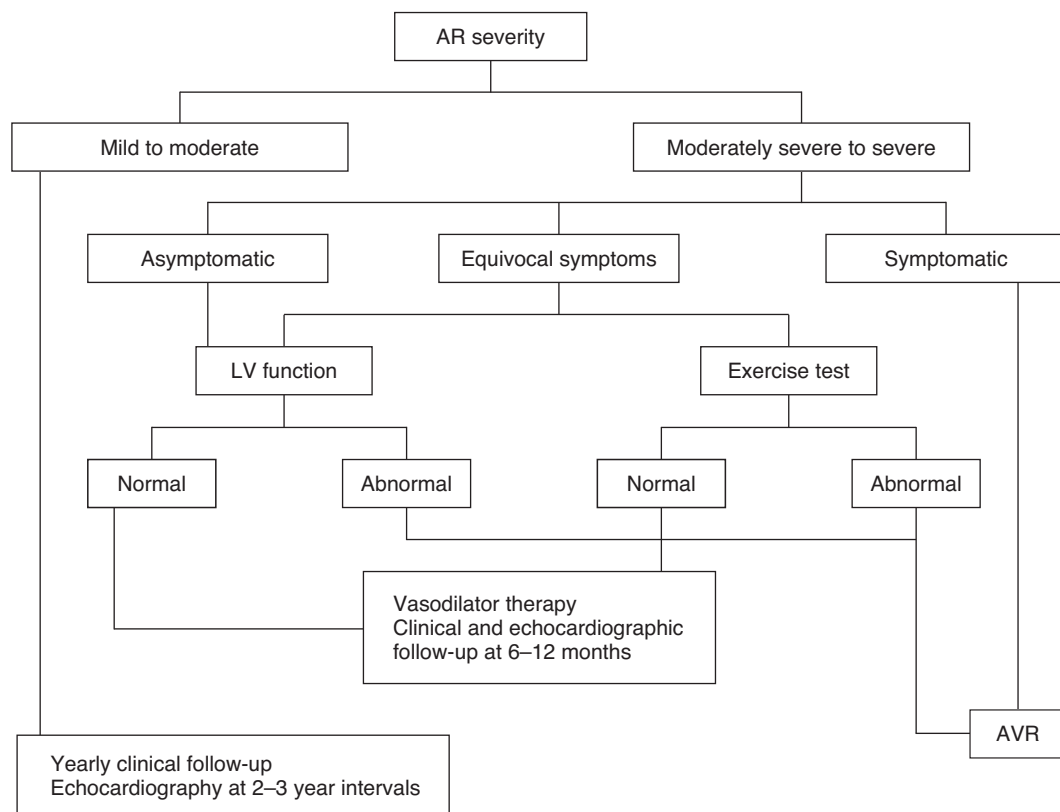 AR severity
Mild to moderate
Moderately severe to severe
Asymptomatic
Equivocal symptoms
Symptomatic
LV function
Exercise test
Normal
Abnormal
Normal
Abnormal
Vasodilator therapy
Clinical and echocardiographic
follow-up at 6–12 months
AVR
Yearly clinical follow-up
Echocardiography at 2–3 year intervals